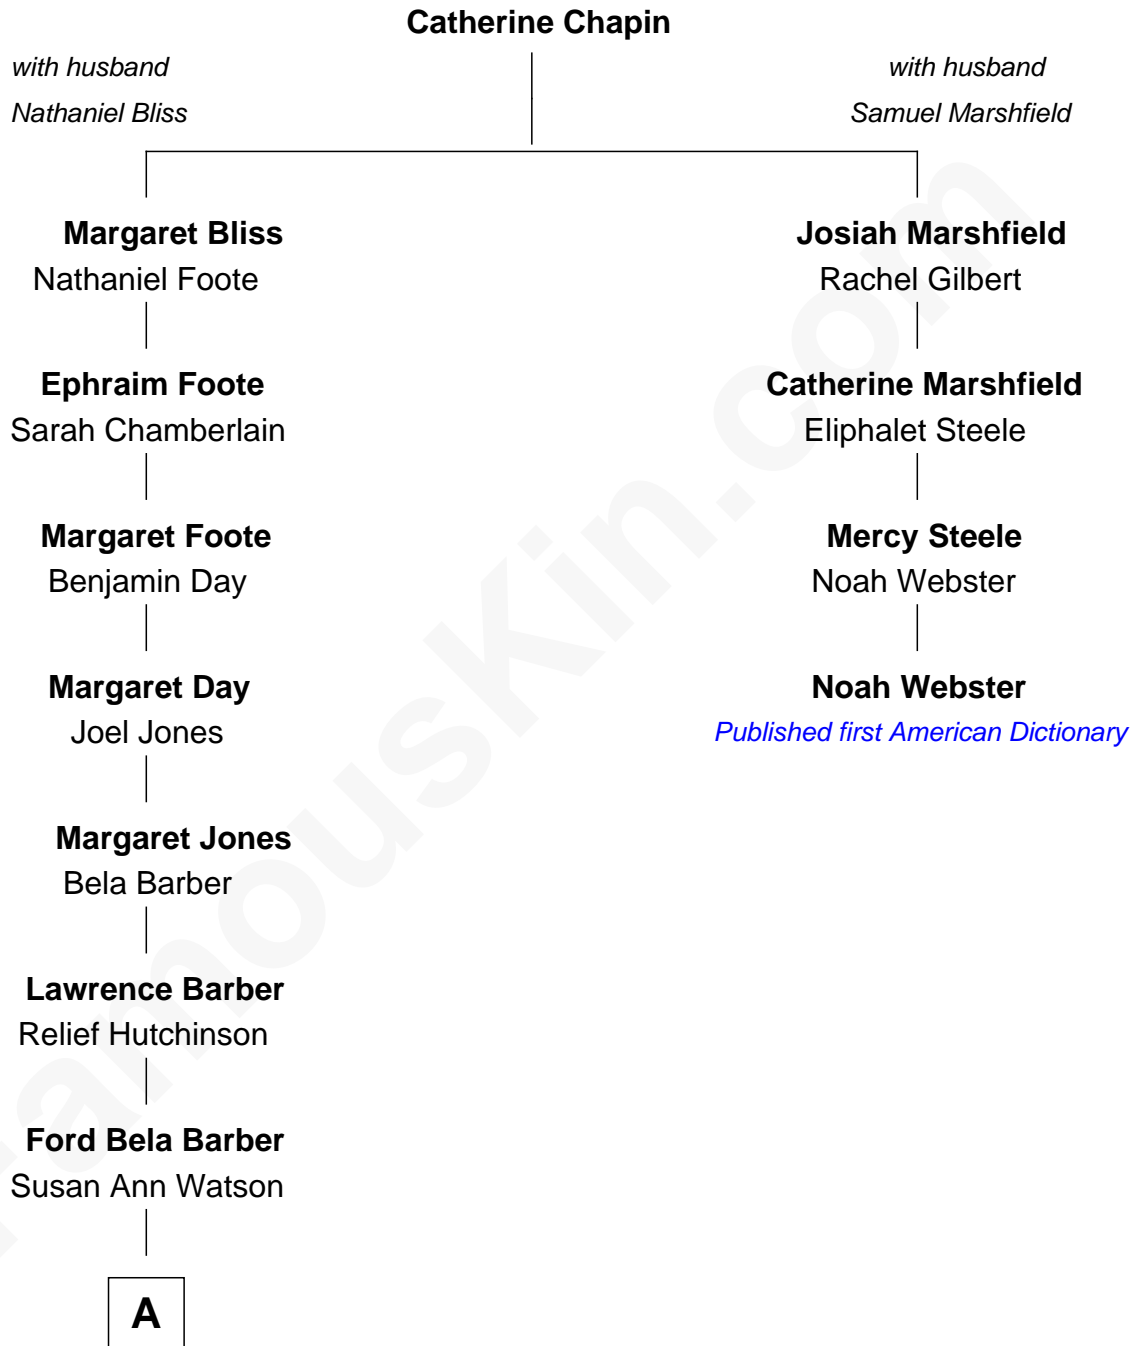 Catherine Chapin
with husband
Nathaniel Bliss
with husband
Samuel Marshfield
Margaret Bliss
Nathaniel Foote
Josiah Marshfield
Rachel Gilbert
Ephraim Foote
Sarah Chamberlain
Catherine Marshfield
Eliphalet Steele
Margaret Foote
Benjamin Day
Mercy Steele
Noah Webster
Margaret Day
Joel Jones
Noah Webster
Published first American Dictionary
Margaret Jones
Bela Barber
Lawrence Barber
Relief Hutchinson
Ford Bela Barber
Susan Ann Watson
A
FamousKin.com